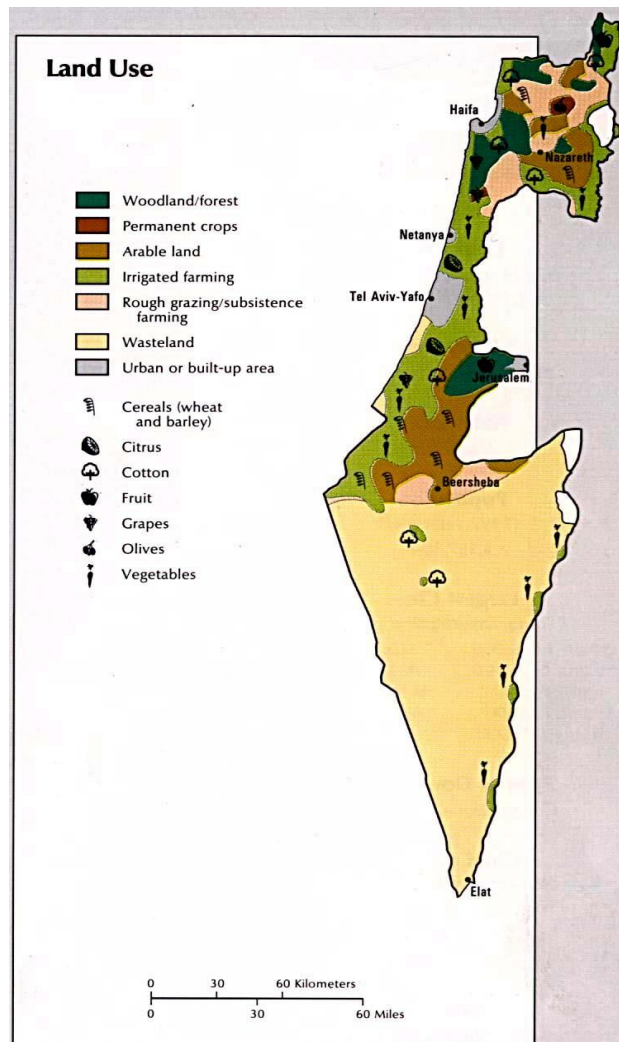 Land Use
Woodland/forest
Permanent crops
Arable land
Irrigated farming
Rough grazing/subsistence
farming
Wasteland
Urban or built-up area
Cereals (wheat
and barley)
Citrus
Cotton
Fruit
Grapes
Olives
Vegetables
Haifa
Nazareth
Netanya
Tel Aviv-Yafo
Jerusalem
Beersheba
Elat
0 30 60 Kilometers
0 30 60 Miles